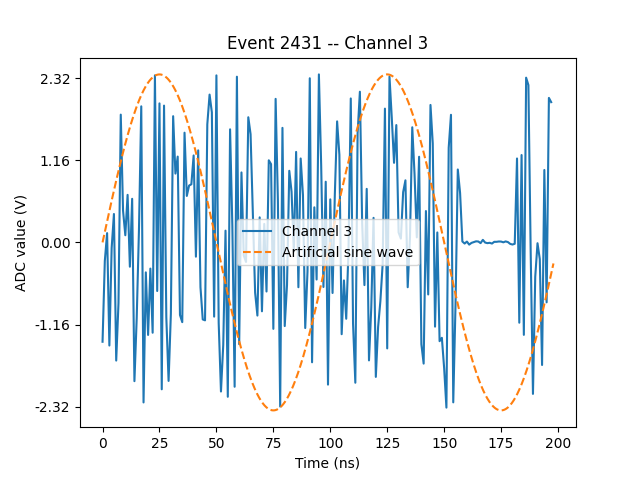 Event 2431 -- Channel 3
ADC value (V)
2.32
1.16
0.00
-1.16
-2.32
Channel 3
Artificial sine wave
0 25 50 75 100 125 150 175 200
Time (ns)